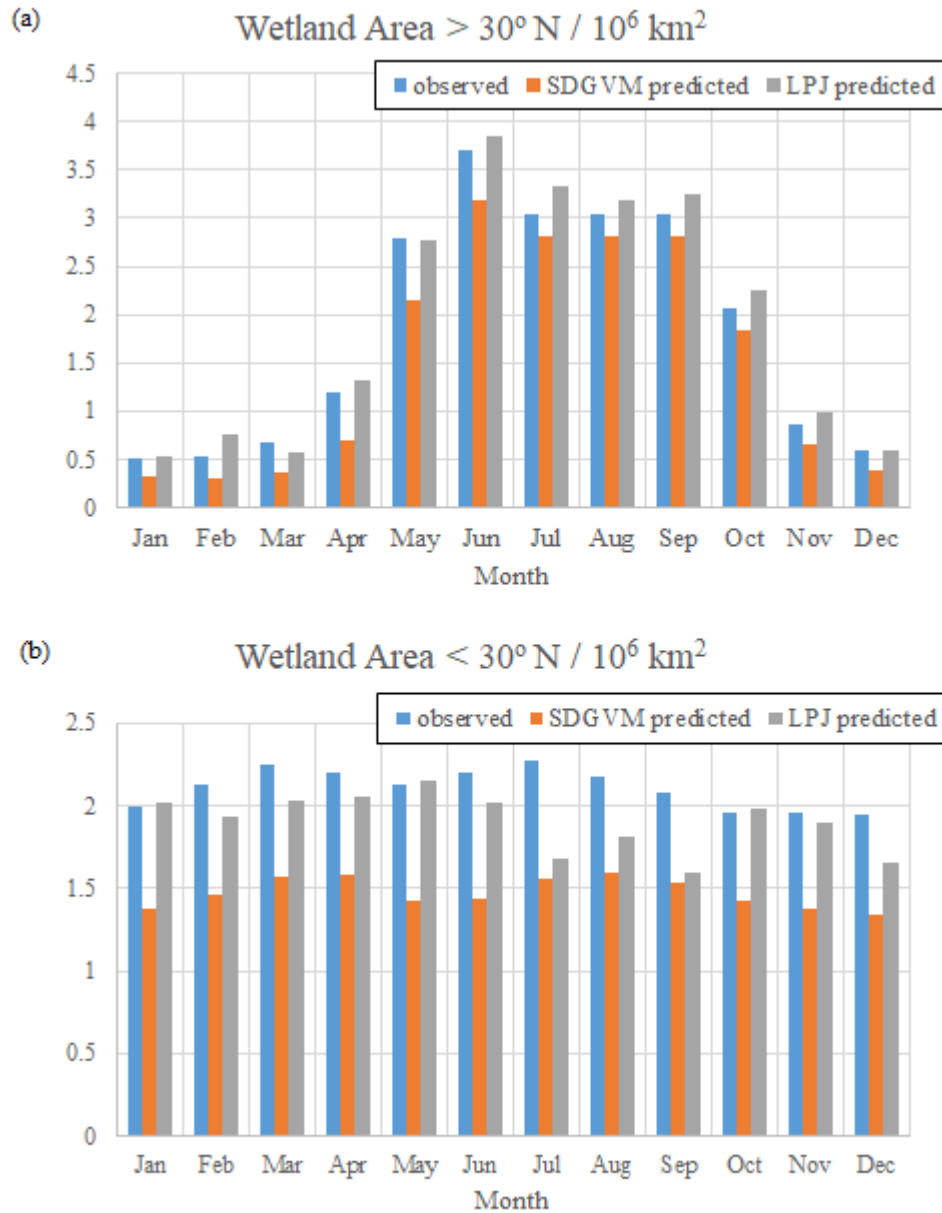 (a)
Wetland Area > 30º N / 10⁶ km²
observed SDGVM predicted LPJ predicted
4.5
4
3.5
3
2.5
2
1.5
1
0.5
0
Jan Feb Mar Apr May Jun Jul Aug Sep Oct Nov Dec
Month
(b)
Wetland Area < 30º N / 10⁶ km²
observed SDGVM predicted LPJ predicted
2.5
2
1.5
1
0.5
0
Jan Feb Mar Apr May Jun Jul Aug Sep Oct Nov Dec
Month